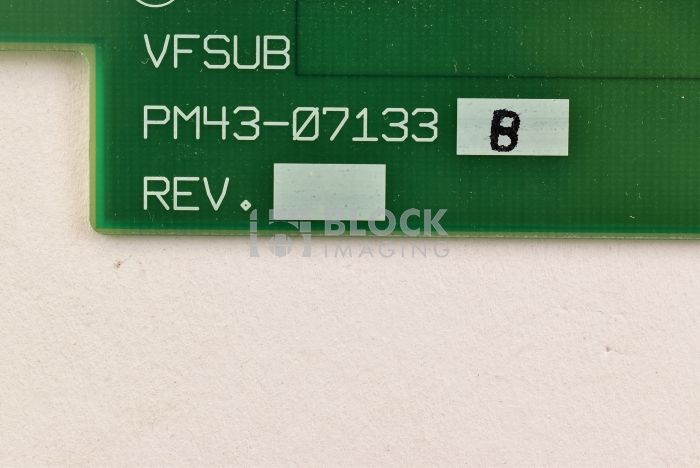 VFSUB
PM43-07133 B
REV.
BLOCK
IMAGING